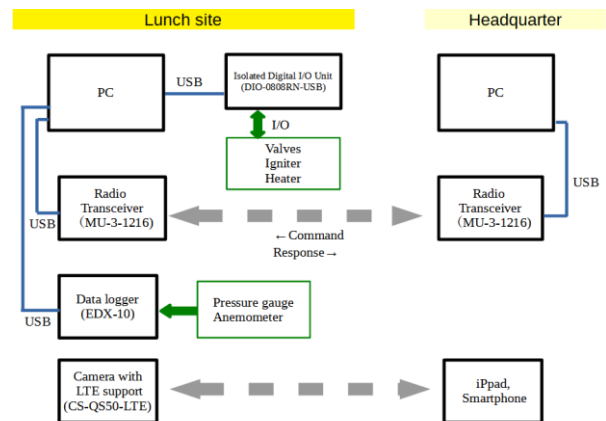 Lunch site
Headquarter
PC
USB
Isolated Digital I/O Unit
(DIO-0808RN-USB)
PC
I/O
Valves
Igniter
Heater
USB
Radio
Transceiver
(MU-3-1216)
USB
←Command
Response→
Radio
Transceiver
(MU-3-1216)
Data logger
(EDX-10)
USB
Pressure gauge
Anemometer
Camera with
LTE support
(CS-QS50-LTE)
iPpad,
Smartphone